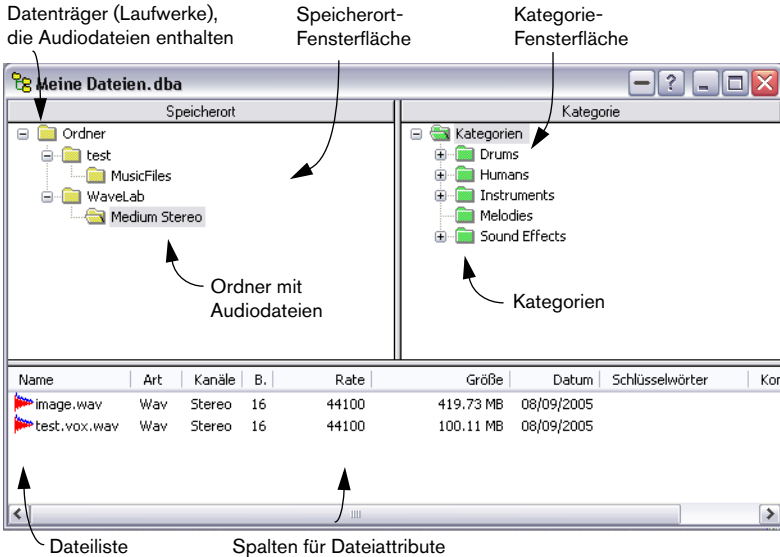 Datenträger (Laufwerke),
die Audiodateien enthalten
Speicherort-
Fensterfläche
Kategorie-
Fensterfläche
Meine Dateien.dba
Speicherort
Kategorie
Ordner
test
MusicFiles
WaveLab
Medium Stereo
Kategorien
Drums
Humans
Instruments
Melodies
Sound Effects
Ordner mit
Audiodateien
Kategorien
Name Art Kanäle B. Rate Größe Datum Schlüsselwörter Kor
image.wav Wav Stereo 16 44100 419.73 MB 08/09/2005
test.vox.wav Wav Stereo 16 44100 100.11 MB 08/09/2005
Dateiliste
Spalten für Dateiattribute